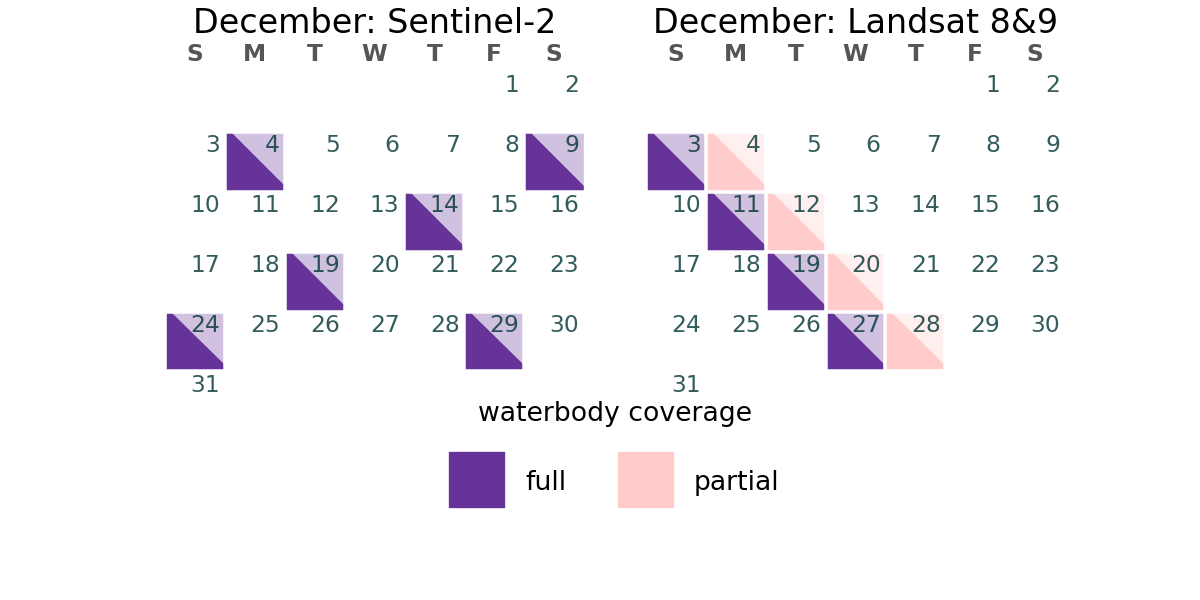 December: Sentinel-2
S M T W T F S
1 2
3 4 5 6 7 8 9
10 11 12 13 14 15 16
17 18 19 20 21 22 23
24 25 26 27 28 29 30
31
December: Landsat 8&9
S M T W T F S
1 2
3 4 5 6 7 8 9
10 11 12 13 14 15 16
17 18 19 20 21 22 23
24 25 26 27 28 29 30
31
waterbody coverage
full partial